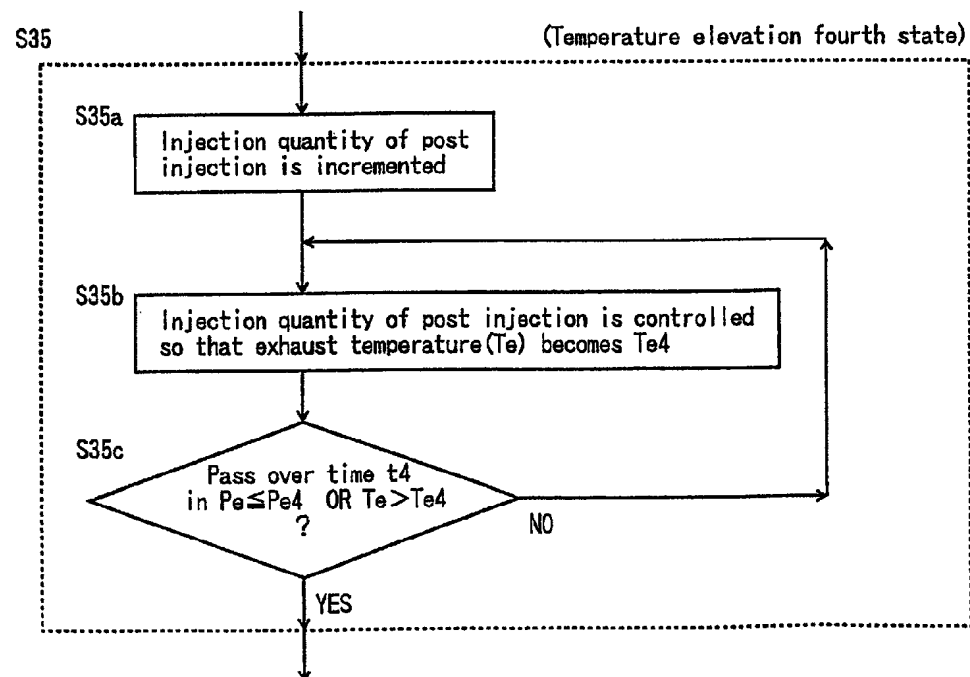 S35
(Temperature elevation fourth state)
S35a
Injection quantity of post
injection is incremented
S35b
Injection quantity of post injection is controlled
so that exhaust temperature(Te) becomes Te4
S35c
Pass over time t4
in Pe≦Pe4 OR Te>Te4
?
NO
YES